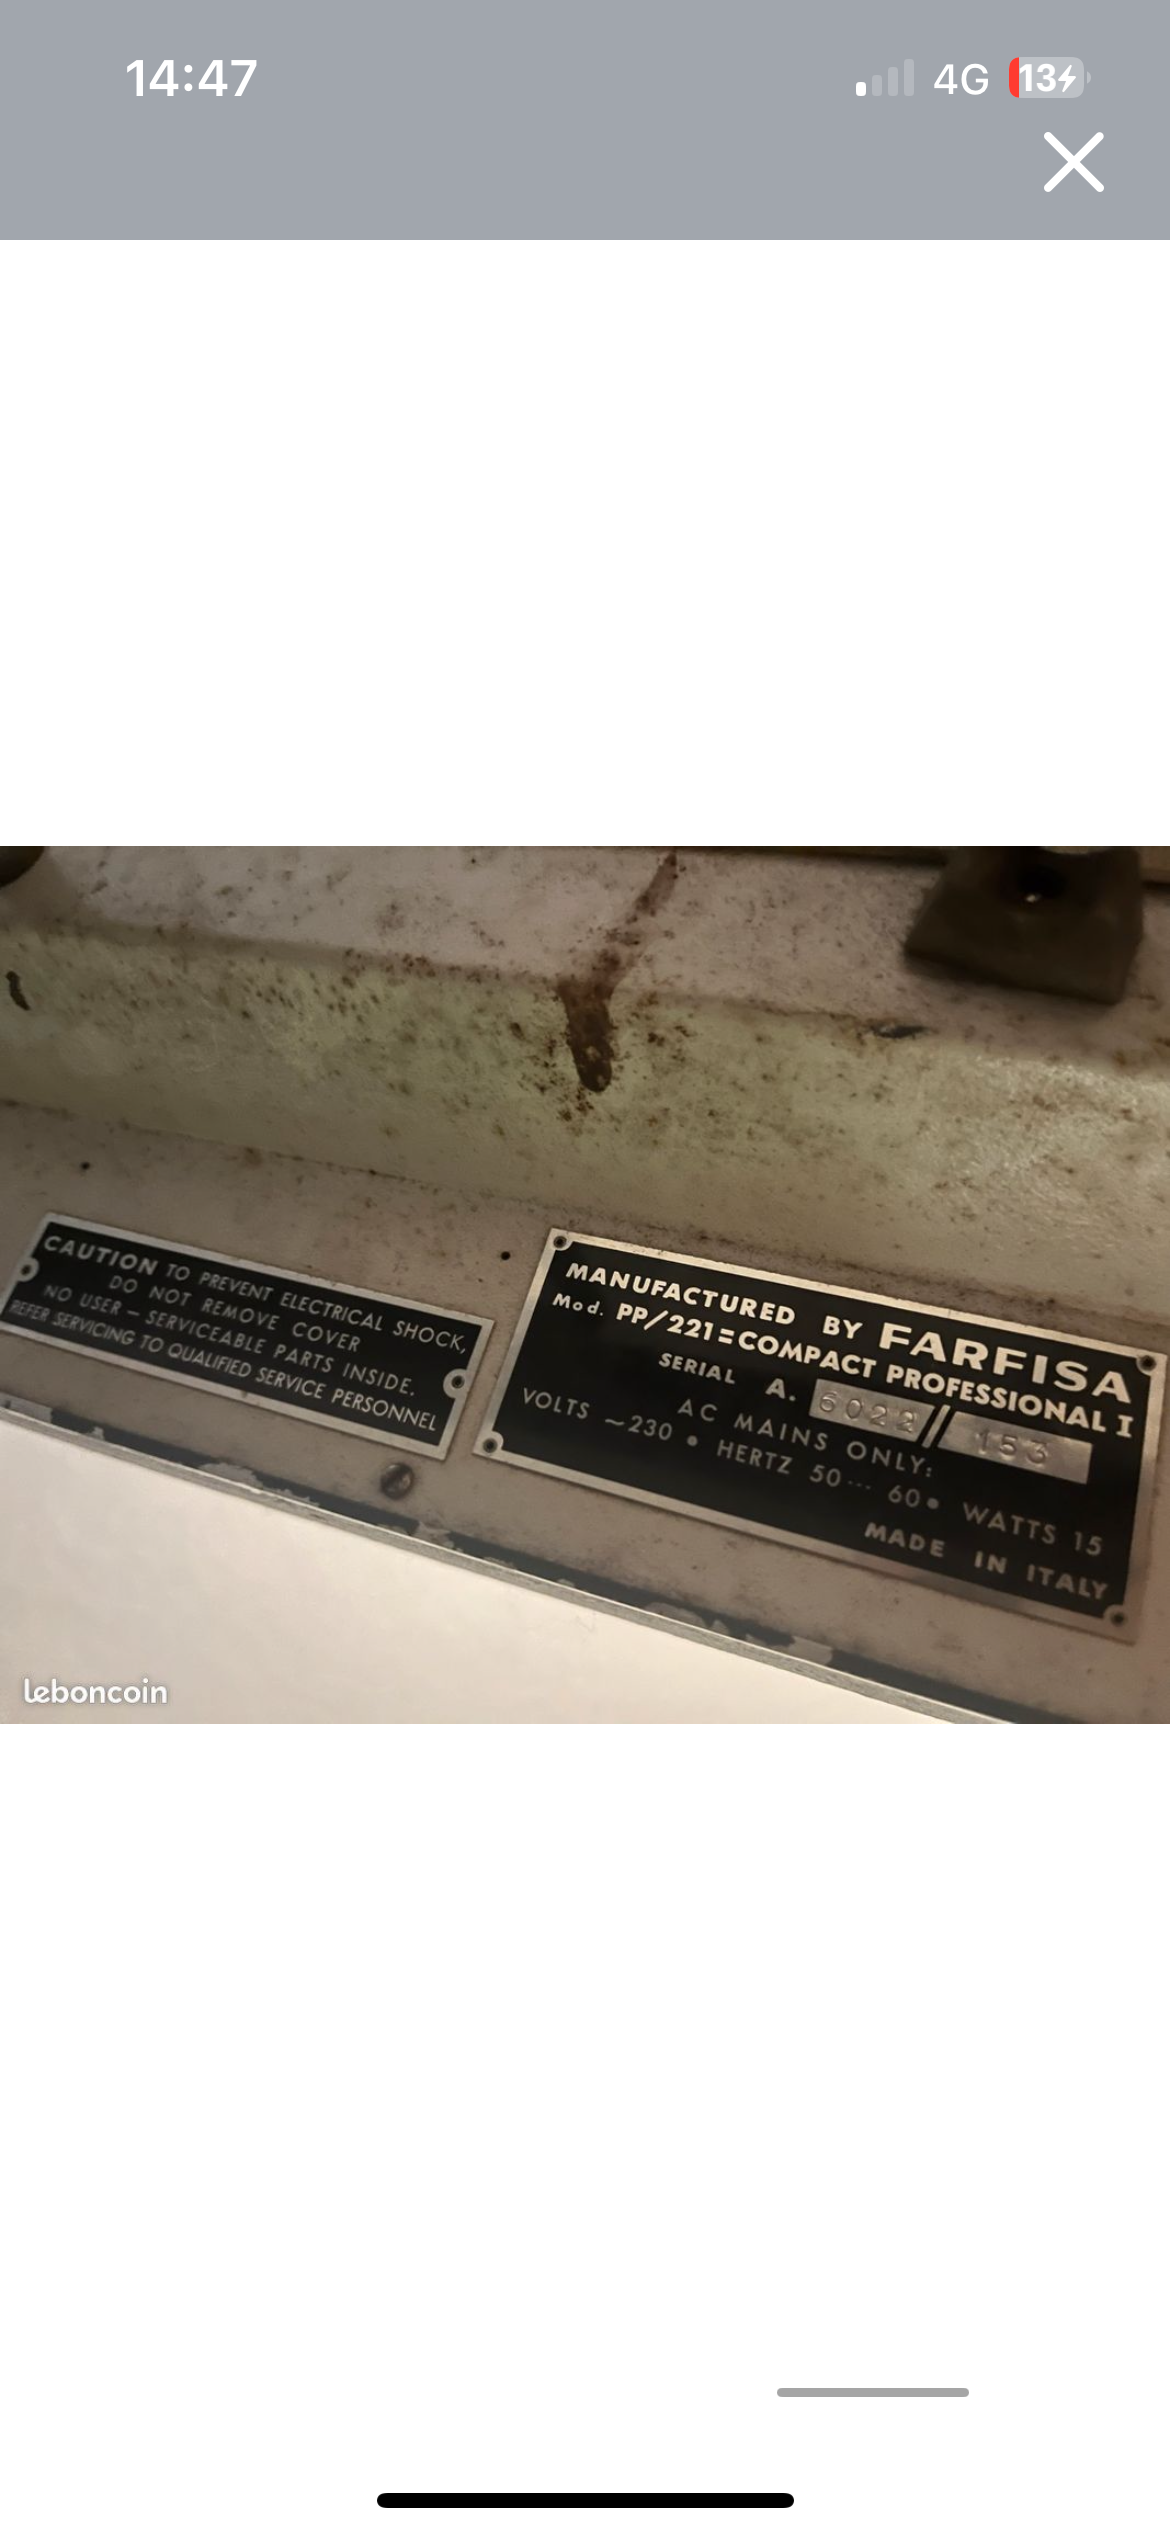 14:47 4G 13
CAUTION TO PREVENT ELECTRICAL SHOCK,
DO NOT REMOVE COVER
NO USER – SERVICEABLE PARTS INSIDE.
REFER SERVICING TO QUALIFIED SERVICE PERSONNEL
MANUFACTURED BY FARFISA
Mod. PP/221=COMPACT PROFESSIONAL I
SERIAL A. 6022//153
AC MAINS ONLY:
VOLTS ~230 • HERTZ 50... 60• WATTS 15
MADE IN ITALY
leboncoin